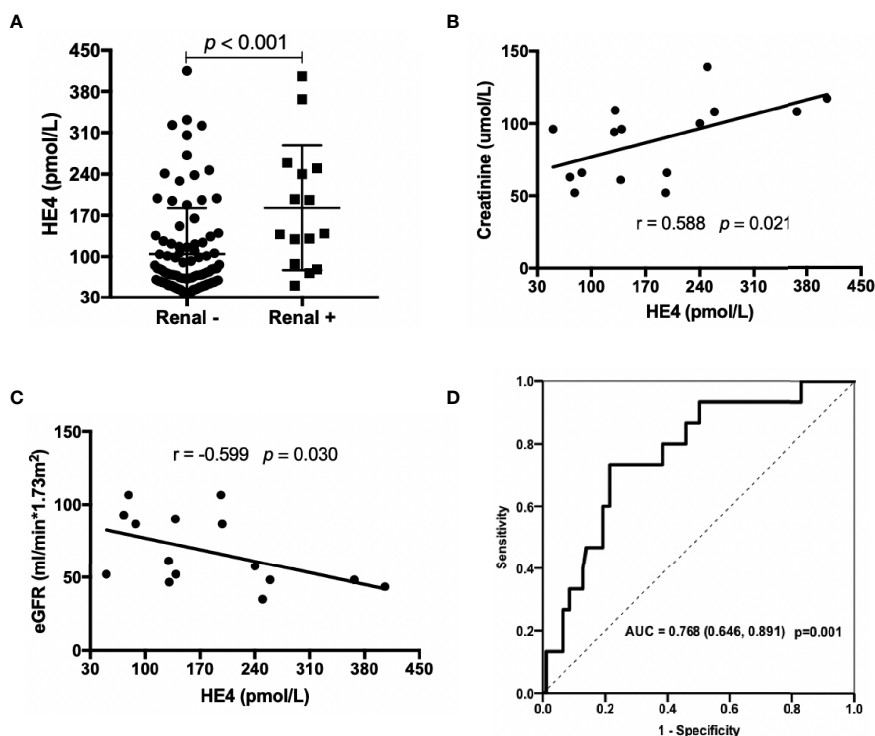 A
p < 0.001
450
380
310
240
170
100
30
HE4 (pmol/L)
Renal -
Renal +
B
150
100
50
0
Creatinine (umol/L)
r = 0.588 p = 0.021
30
100
170
240
310
380
450
HE4 (pmol/L)
C
150
100
50
0
eGFR (ml/min*1.73m²)
r = -0.599 p = 0.030
30
100
170
240
310
380
450
HE4 (pmol/L)
D
1.0
0.8
0.6
0.4
0.2
0.0
Sensitivity
AUC = 0.768 (0.646, 0.891) p=0.001
0.0
0.2
0.4
0.6
0.8
1.0
1 - Specificity